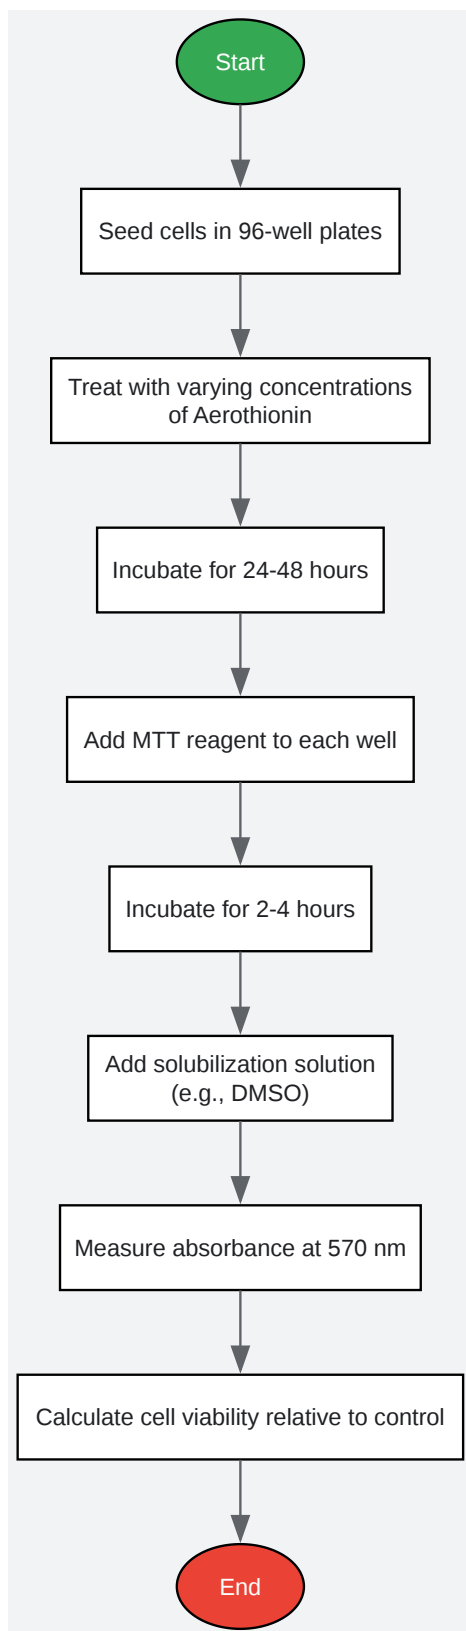 Start
Seed cells in 96-well plates
Treat with varying concentrations
of Aerothionin
Incubate for 24-48 hours
Add MTT reagent to each well
Incubate for 2-4 hours
Add solubilization solution
(e.g., DMSO)
Measure absorbance at 570 nm
Calculate cell viability relative to control
End